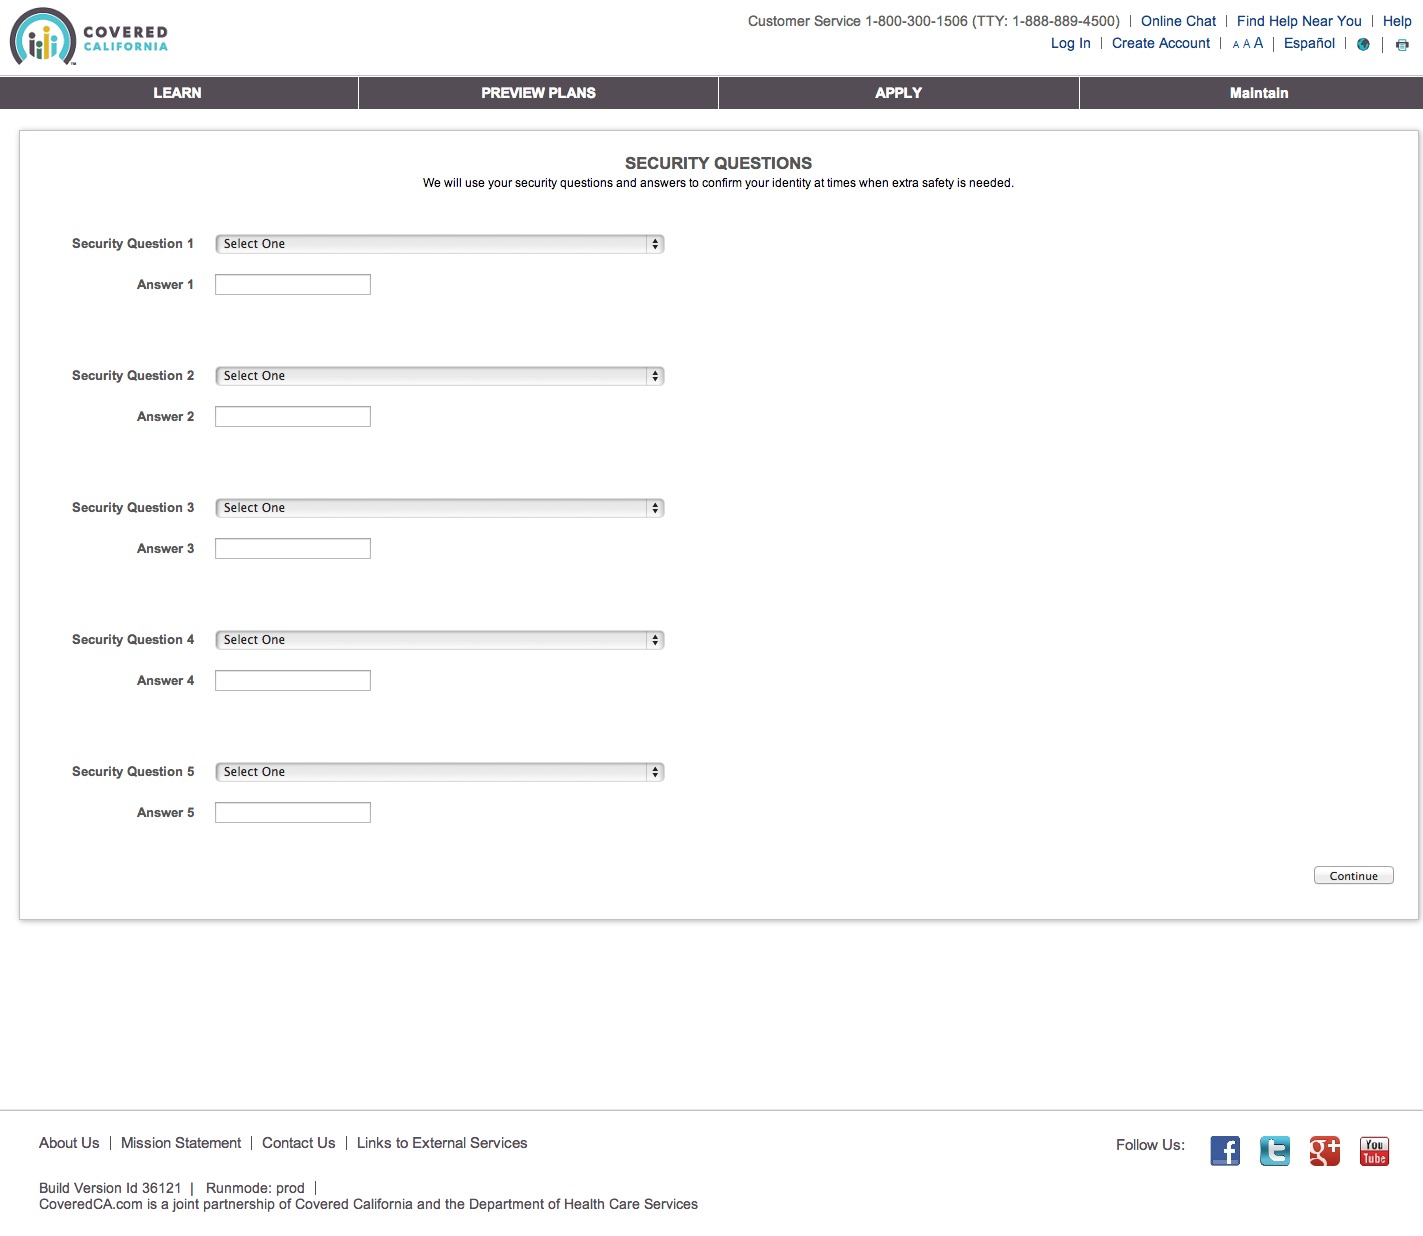 COVERED
CALIFORNIA
Customer Service 1-800-300-1506 (TTY: 1-888-889-4500) | Online Chat | Find Help Near You | Help
Log In | Create Account | A A A | Español |
LEARN
PREVIEW PLANS
APPLY
Maintain
SECURITY QUESTIONS
We will use your security questions and answers to confirm your identity at times when extra safety is needed.
Security Question 1 Select One
Answer 1
Security Question 2 Select One
Answer 2
Security Question 3 Select One
Answer 3
Security Question 4 Select One
Answer 4
Security Question 5 Select One
Answer 5
Continue
About Us | Mission Statement | Contact Us | Links to External Services
Follow Us: f t g+ You Tube
Build Version Id 36121 | Runmode: prod |
CoveredCA.com is a joint partnership of Covered California and the Department of Health Care Services